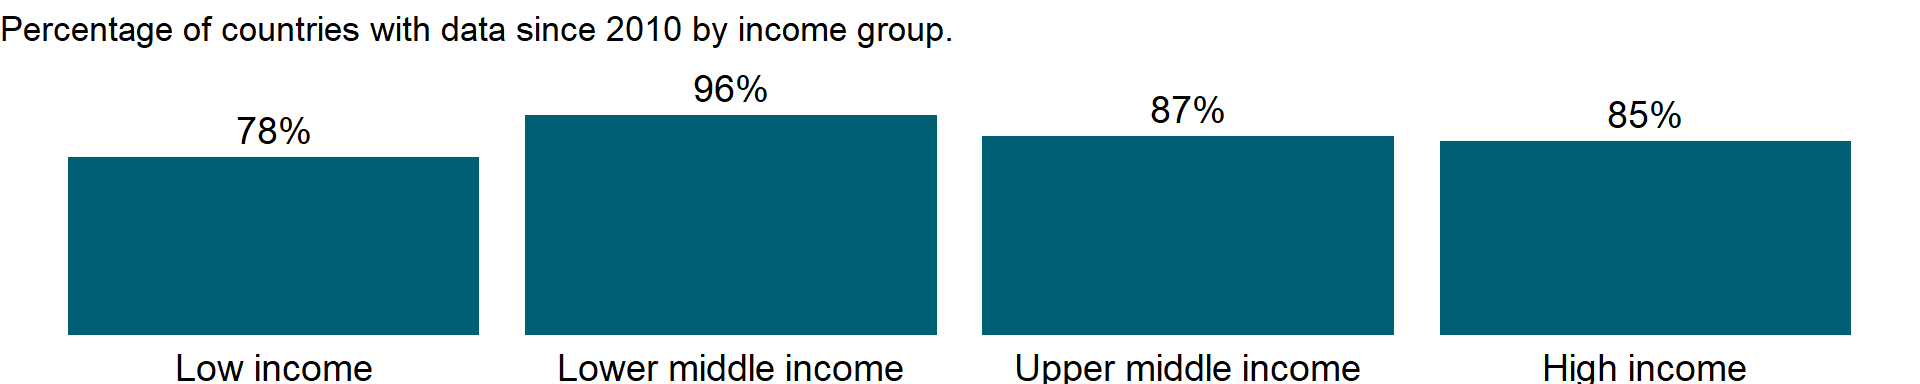 Percentage of countries with data since 2010 by income group.
78%
96%
87%
85%
Low income
Lower middle income
Upper middle income
High income